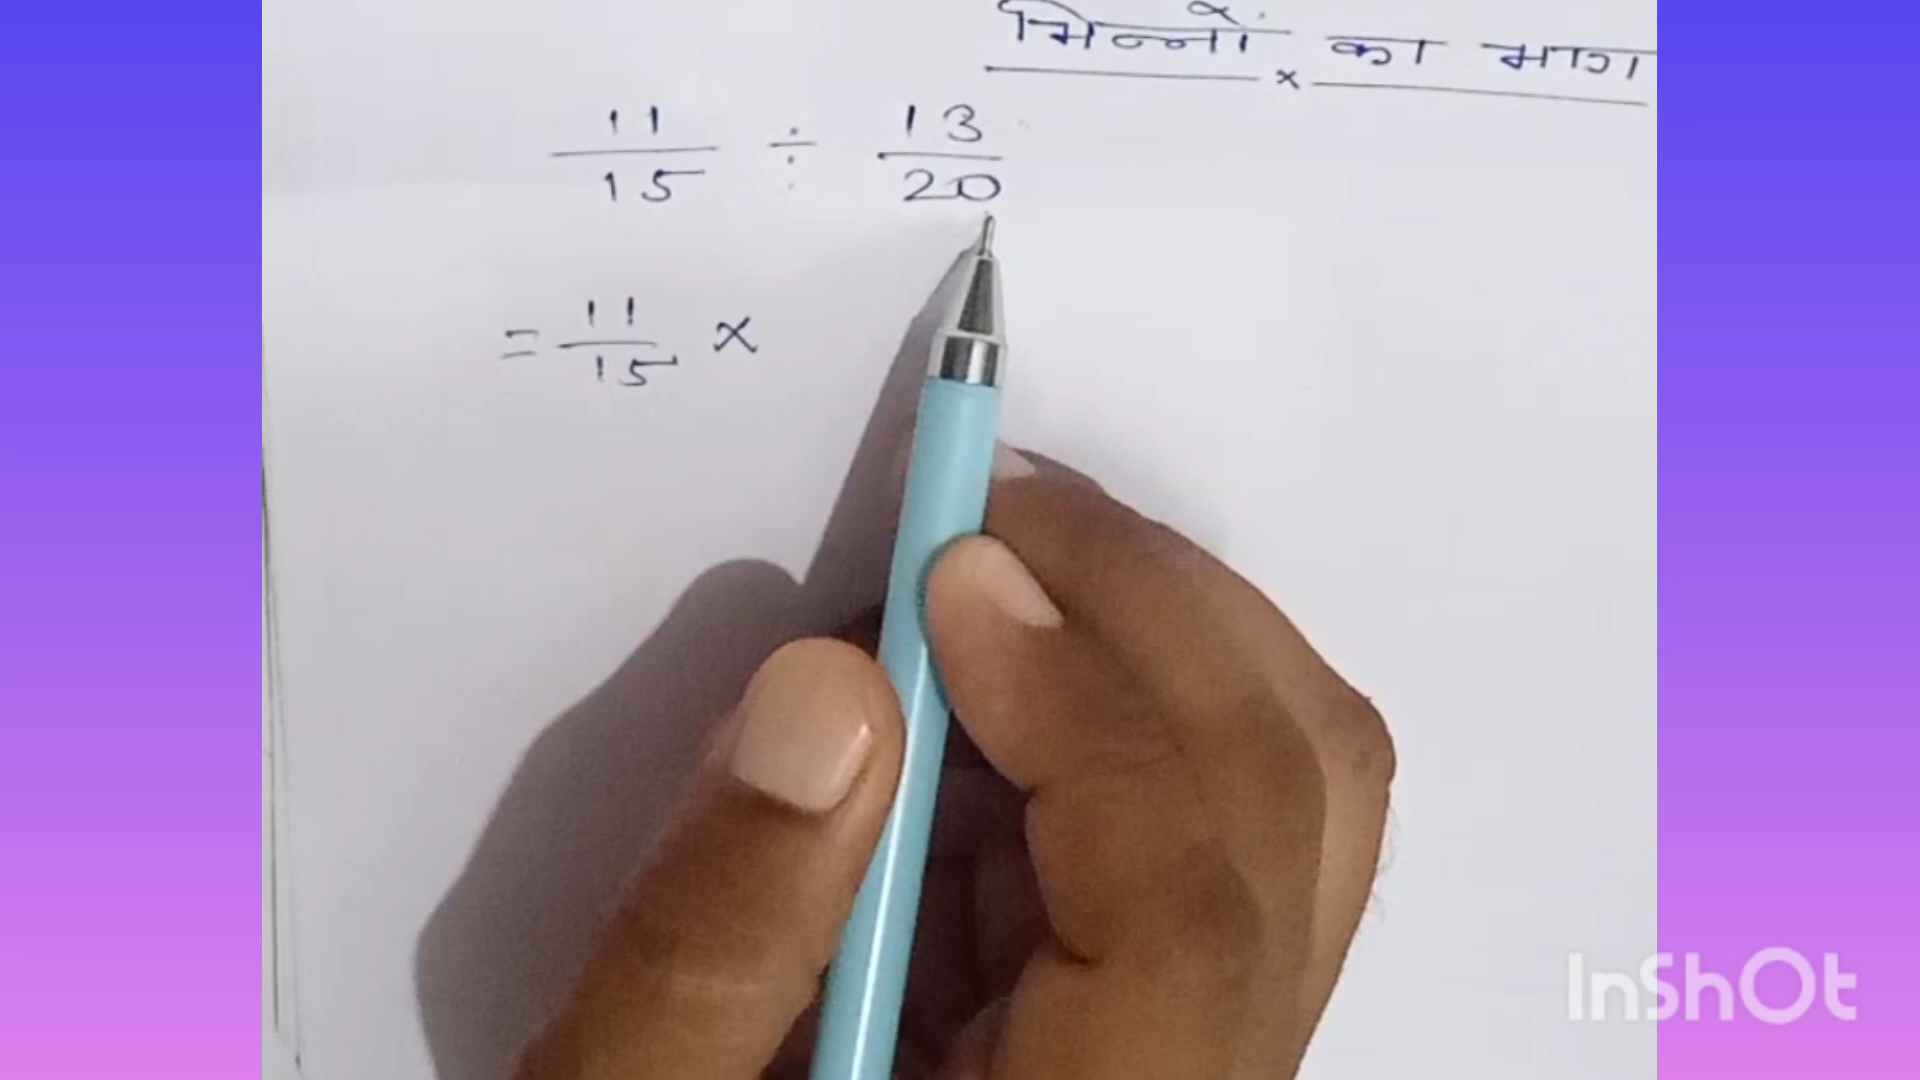 भिन्नों का भाग
11/15 ÷ 13/20
= 11/15 ×
InShOt